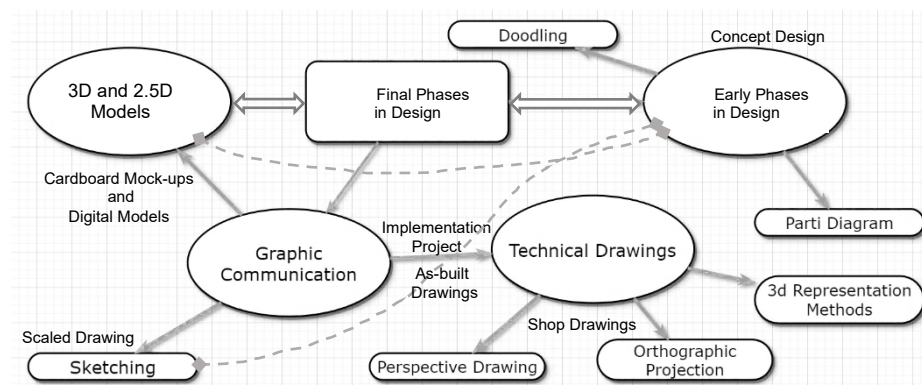 Doodling
Concept Design
3D and 2.5D
Models
Final Phases
in Design
Early Phases
in Design
Cardboard Mock-ups
and
Digital Models
Parti Diagram
Graphic
Communication
Implementation
Project
As-built
Drawings
Technical Drawings
3d Representation
Methods
Scaled Drawing
Sketching
Shop Drawings
Perspective Drawing
Orthographic
Projection